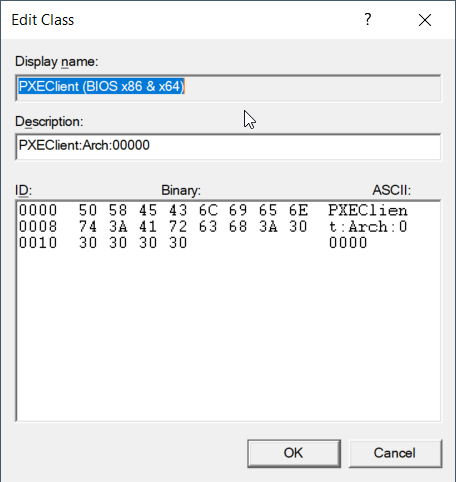 Edit Class
?
Display name:
PXEClient (BIOS x86 & x64)
Description:
PXEClient:Arch:00000
ID: Binary: ASCII:
0000 50 58 45 43 6C 69 65 6E PXEClien
0008 74 3A 41 72 63 68 3A 30 t:Arch:0
0010 30 30 30 30 0000
OK Cancel